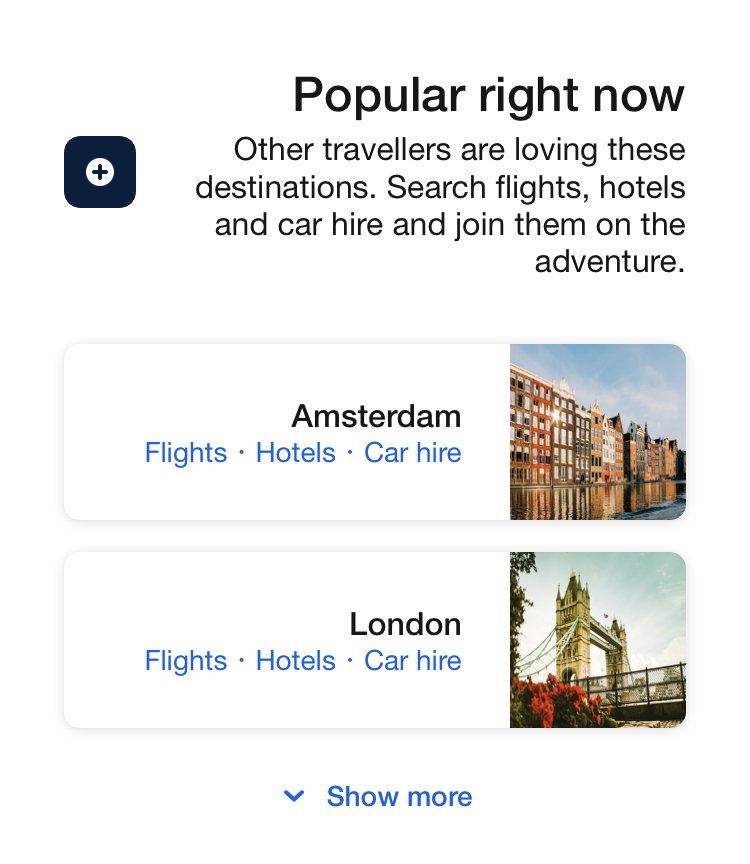 Popular right now
Other travellers are loving these
destinations. Search flights, hotels
and car hire and join them on the
adventure.
Amsterdam
Flights · Hotels · Car hire
London
Flights · Hotels · Car hire
Show more